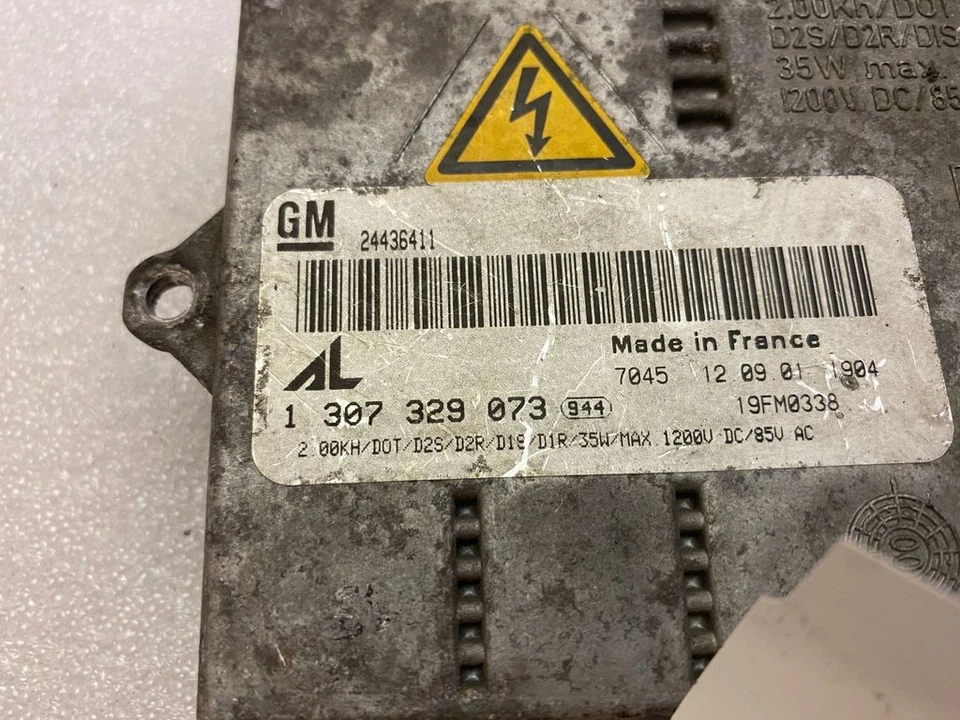 2.00KH/DOT
D2S/D2R/D1S
35W max.
1200V DC/85
GM 24436411
Made in France
AL 7045 12.09.01 1904
1 307 329 073 944 19FM0338
2.00KH/DOT/D2S/D2R/D1S/D1R/35W/MAX 1200V DC/85V AC